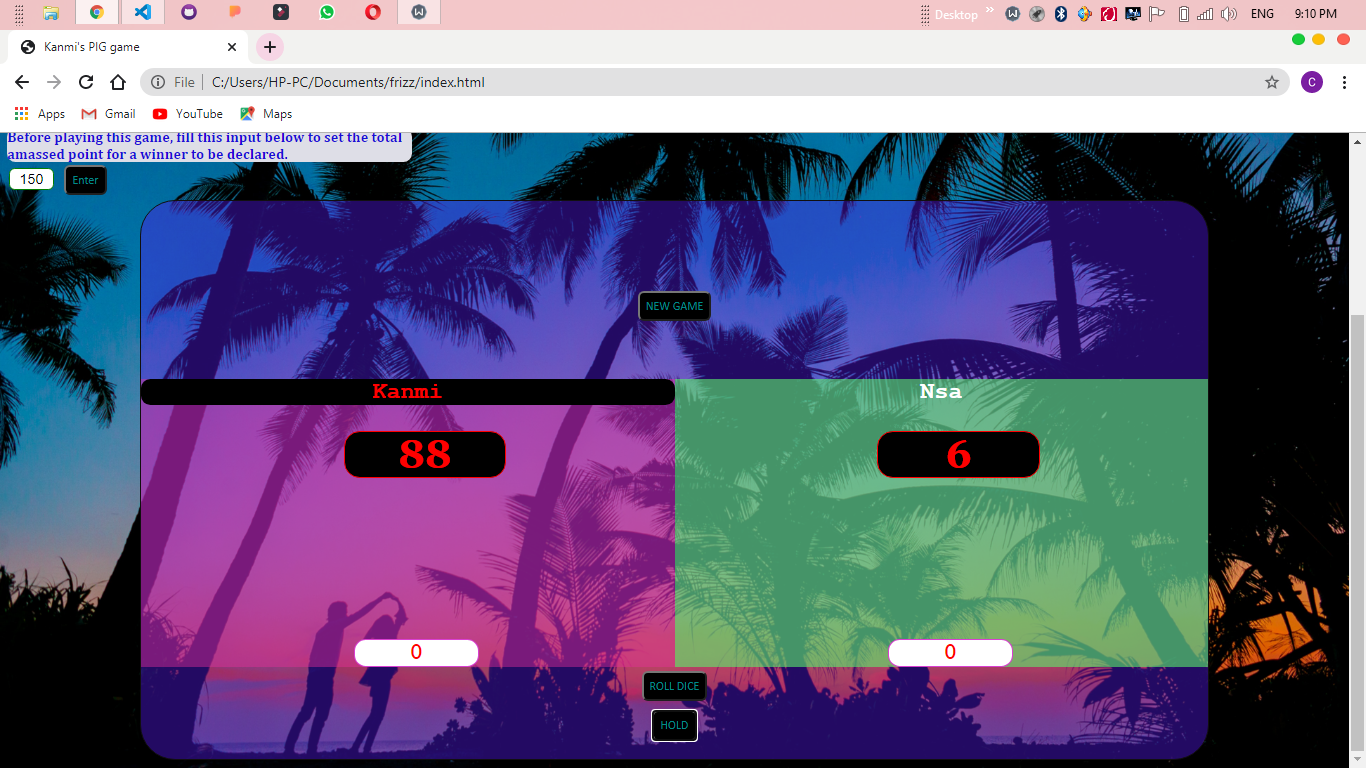 Desktop
ENG
9:10 PM
Kanmi's PIG game
File
C:/Users/HP-PC/Documents/frizz/index.html
C
Apps
Gmail
YouTube
Maps
Before playing this game, fill this input below to set the total
amassed point for a winner to be declared.
150
Enter
NEW GAME
Kanmi
Nsa
88
6
0
0
ROLL DICE
HOLD